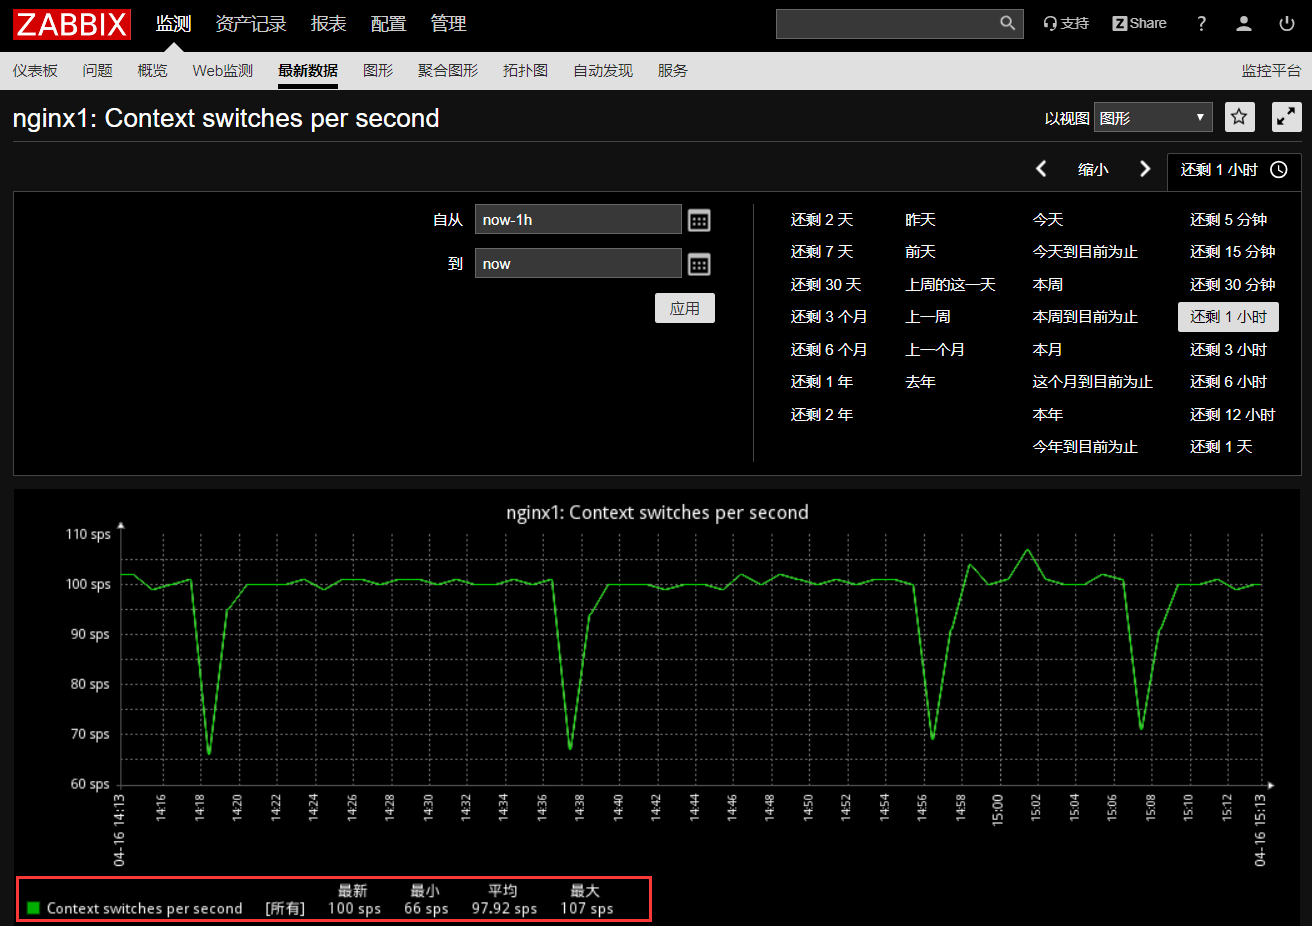 ZABBIX 监测 资产记录 报表 配置 管理 支持 Z Share ?
仪表板 问题 概览 Web监测 最新数据 图形 聚合图形 拓扑图 自动发现 服务 监控平台
nginx1: Context switches per second 以视图 图形
缩小 还剩 1 小时
自从 now-1h
到 now
应用
还剩 2 天 昨天 今天 还剩 5 分钟
还剩 7 天 前天 今天到目前为止 还剩 15 分钟
还剩 30 天 上周的这一天 本周 还剩 30 分钟
还剩 3 个月 上一周 本周到目前为止 还剩 1 小时
还剩 6 个月 上一个月 本月 还剩 3 小时
还剩 1 年 去年 这个月到目前为止 还剩 6 小时
还剩 2 年 本年 还剩 12 小时
今年到目前为止 还剩 1 天
nginx1: Context switches per second
110 sps
100 sps
90 sps
80 sps
70 sps
60 sps
04-16 14:13 14:16 14:18 14:20 14:22 14:24 14:26 14:28 14:30 14:32 14:34 14:36 14:38 14:40 14:42 14:44 14:46 14:48 14:50 14:52 14:54 14:56 14:58 15:00 15:02 15:04 15:06 15:08 15:10 15:12 04-16 15:13
最新 最小 平均 最大
Context switches per second [所有] 100 sps 66 sps 97.92 sps 107 sps